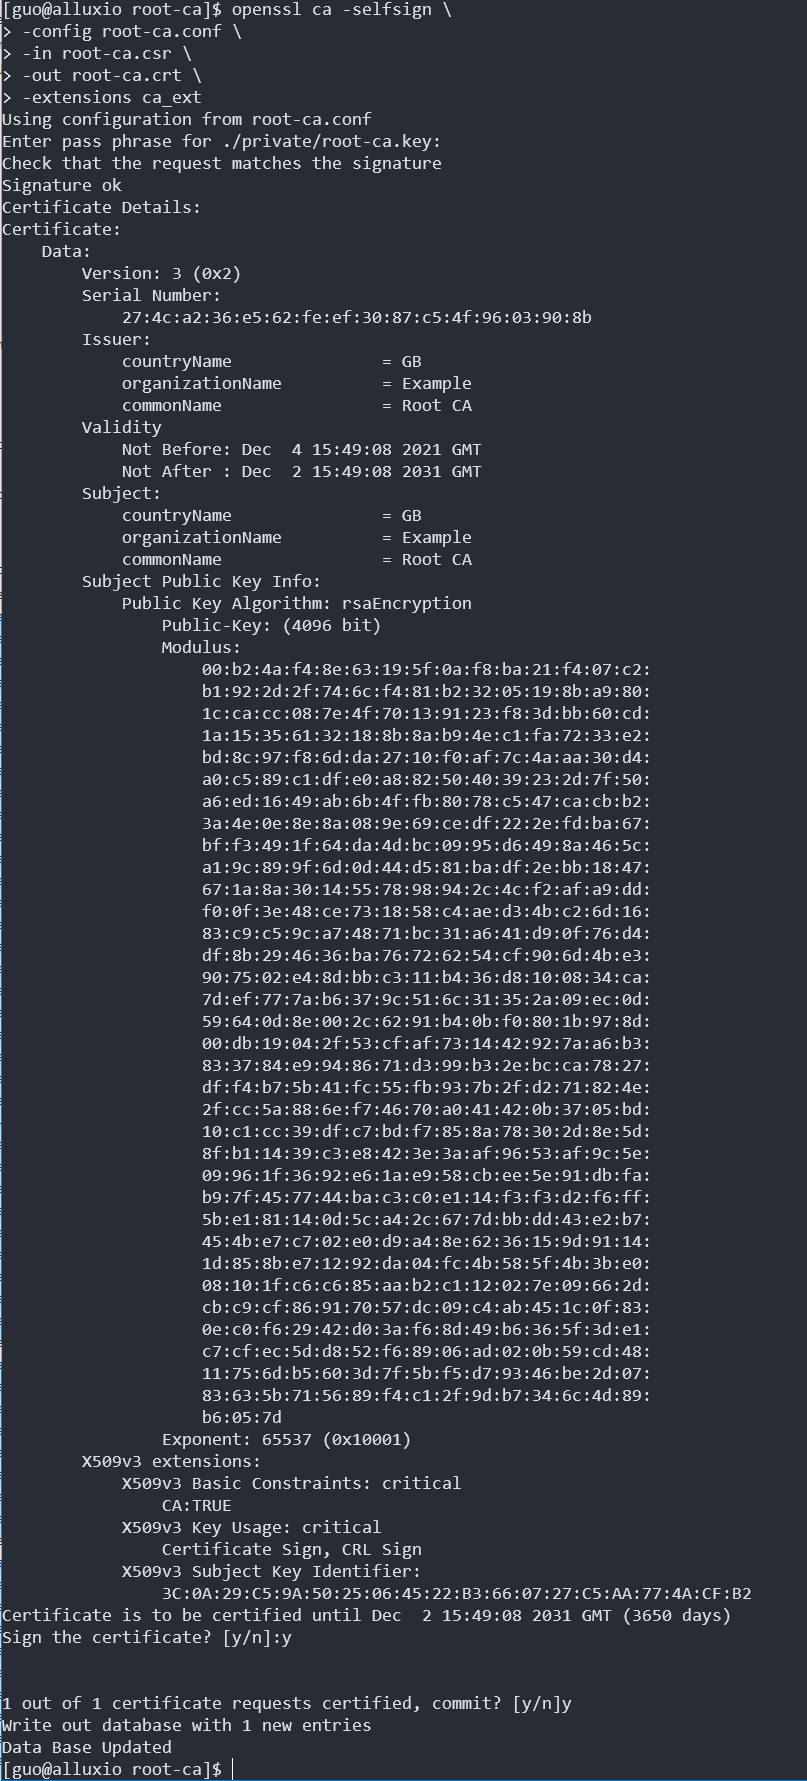 [guo@alluxio root-ca]$ openssl ca -selfsign \
> -config root-ca.conf \
> -in root-ca.csr \
> -out root-ca.crt \
> -extensions ca_ext
Using configuration from root-ca.conf
Enter pass phrase for ./private/root-ca.key:
Check that the request matches the signature
Signature ok
Certificate Details:
Certificate:
    Data:
        Version: 3 (0x2)
        Serial Number:
            27:4c:a2:36:e5:62:fe:ef:30:87:c5:4f:96:03:90:8b
        Issuer:
            countryName               = GB
            organizationName          = Example
            commonName                = Root CA
        Validity
            Not Before: Dec  4 15:49:08 2021 GMT
            Not After : Dec  2 15:49:08 2031 GMT
        Subject:
            countryName               = GB
            organizationName          = Example
            commonName                = Root CA
        Subject Public Key Info:
            Public Key Algorithm: rsaEncryption
                Public-Key: (4096 bit)
                Modulus:
                    00:b2:4a:f4:8e:63:19:5f:0a:f8:ba:21:f4:07:c2:
                    b1:92:2d:2f:74:6c:f4:81:b2:32:05:19:8b:a9:80:
                    1c:ca:cc:08:7e:4f:70:13:91:23:f8:3d:bb:60:cd:
                    1a:15:35:61:32:18:8b:8a:b9:4e:c1:fa:72:33:e2:
                    bd:8c:97:f8:6d:da:27:10:f0:af:7c:4a:aa:30:d4:
                    a0:c5:89:c1:df:e0:a8:82:50:40:39:23:2d:7f:50:
                    a6:ed:16:49:ab:6b:4f:fb:80:78:c5:47:ca:cb:b2:
                    3a:4e:0e:8e:8a:08:9e:69:ce:df:22:2e:fd:ba:67:
                    bf:f3:49:1f:64:da:4d:bc:09:95:d6:49:8a:46:5c:
                    a1:9c:89:9f:6d:0d:44:d5:81:ba:df:2e:bb:18:47:
                    67:1a:8a:30:14:55:78:98:94:2c:4c:f2:af:a9:dd:
                    f0:0f:3e:48:ce:73:18:58:c4:ae:d3:4b:c2:6d:16:
                    83:c9:c5:9c:a7:48:71:bc:31:a6:41:d9:0f:76:d4:
                    df:8b:29:46:36:ba:76:72:62:54:cf:90:6d:4b:e3:
                    90:75:02:e4:8d:bb:c3:11:b4:36:d8:10:08:34:ca:
                    7d:ef:77:7a:b6:37:9c:51:6c:31:35:2a:09:ec:0d:
                    59:64:0d:8e:00:2c:62:91:b4:0b:f0:80:1b:97:8d:
                    00:db:19:04:2f:53:cf:af:73:14:42:92:7a:a6:b3:
                    83:37:84:e9:94:86:71:d3:99:b3:2e:bc:ca:78:27:
                    df:f4:b7:5b:41:fc:55:fb:93:7b:2f:d2:71:82:4e:
                    2f:cc:5a:88:6e:f7:46:70:a0:41:42:0b:37:05:bd:
                    10:c1:cc:39:df:c7:bd:f7:85:8a:78:30:2d:8e:5d:
                    8f:b1:14:39:c3:e8:42:3e:3a:af:96:53:af:9c:5e:
                    09:96:1f:36:92:e6:1a:e9:58:cb:ee:5e:91:db:fa:
                    b9:7f:45:77:44:ba:c3:c0:e1:14:f3:f3:d2:f6:ff:
                    5b:e1:81:14:0d:5c:a4:2c:67:7d:bb:dd:43:e2:b7:
                    45:4b:e7:c7:02:e0:d9:a4:8e:62:36:15:9d:91:14:
                    1d:85:8b:e7:12:92:da:04:fc:4b:58:5f:4b:3b:e0:
                    08:10:1f:c6:c6:85:aa:b2:c1:12:02:7e:09:66:2d:
                    cb:c9:cf:86:91:70:57:dc:09:c4:ab:45:1c:0f:83:
                    0e:c0:f6:29:42:d0:3a:f6:8d:49:b6:36:5f:3d:e1:
                    c7:cf:ec:5d:d8:52:f6:89:06:ad:02:0b:59:cd:48:
                    11:75:6d:b5:60:3d:7f:5b:f5:d7:93:46:be:2d:07:
                    83:63:5b:71:56:89:f4:c1:2f:9d:b7:34:6c:4d:89:
                    b6:05:7d
                Exponent: 65537 (0x10001)
        X509v3 extensions:
            X509v3 Basic Constraints: critical
                CA:TRUE
            X509v3 Key Usage: critical
                Certificate Sign, CRL Sign
            X509v3 Subject Key Identifier:
                3C:0A:29:C5:9A:50:25:06:45:22:B3:66:07:27:C5:AA:77:4A:CF:B2
Certificate is to be certified until Dec  2 15:49:08 2031 GMT (3650 days)
Sign the certificate? [y/n]:y
1 out of 1 certificate requests certified, commit? [y/n]y
Write out database with 1 new entries
Data Base Updated
[guo@alluxio root-ca]$